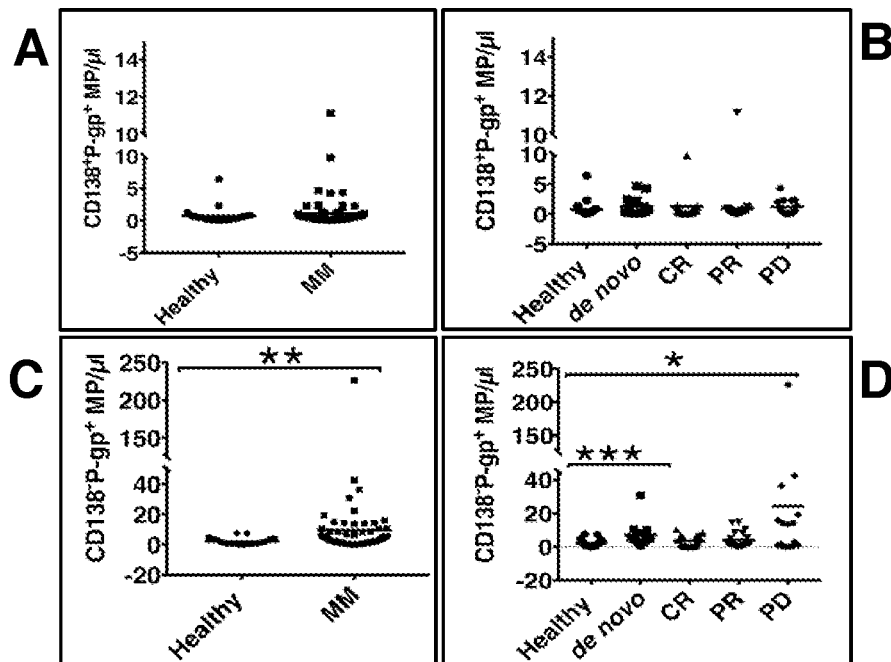 A
CD138+P-gp+ MP/µl
14
12
10
10
5
0
-5
Healthy
MM
B
CD138+P-gp+ MP/µl
14
12
10
10
5
0
-5
Healthy
de novo
CR
PR
PD
C
CD138-P-gp+ MP/µl
250
200
150
40
20
0
-20
**
Healthy
MM
D
CD138-P-gp+ MP/µl
250
200
150
40
20
0
-20
*
***
Healthy
de novo
CR
PR
PD